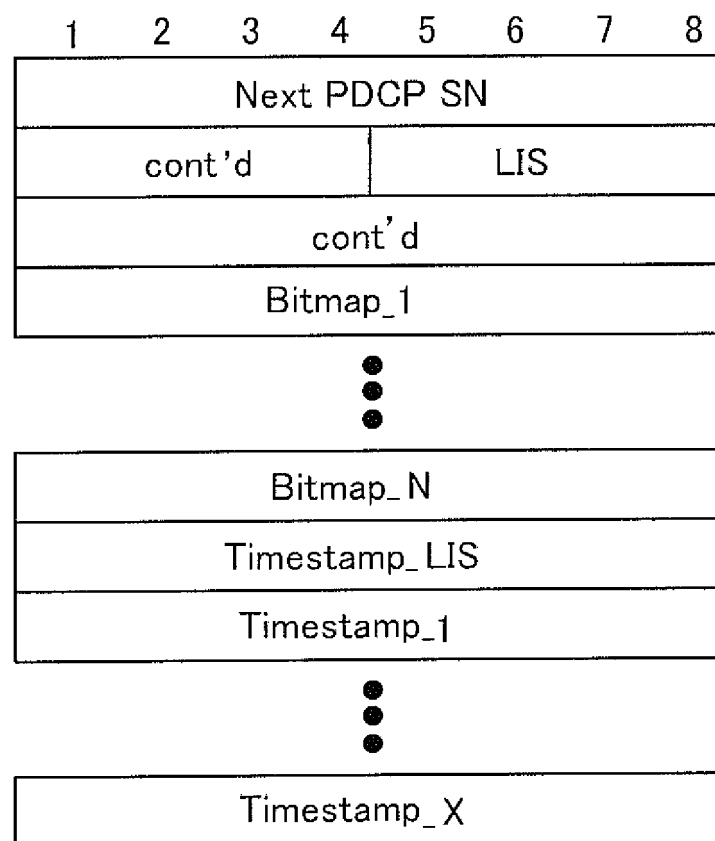 1 2 3 4 5 6 7 8
Next PDCP SN
cont'd LIS
cont'd
Bitmap_1
Bitmap_N
Timestamp_LIS
Timestamp_1
Timestamp_X